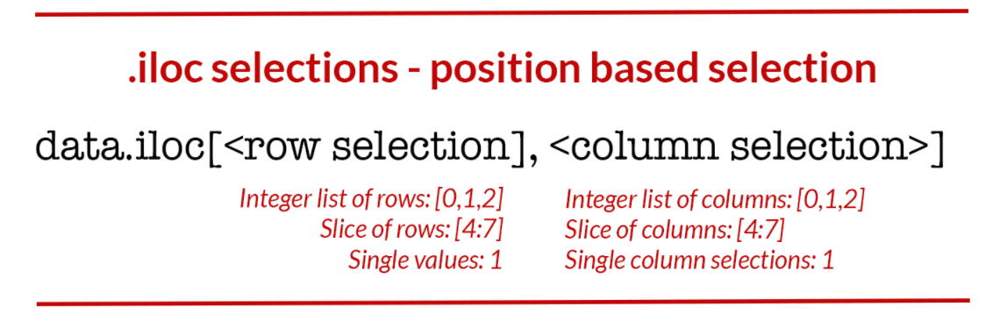 .iloc selections - position based selection
data.iloc[<row selection], <column selection>]
Integer list of rows: [0,1,2]
Slice of rows: [4:7]
Single values: 1
Integer list of columns: [0,1,2]
Slice of columns: [4:7]
Single column selections: 1